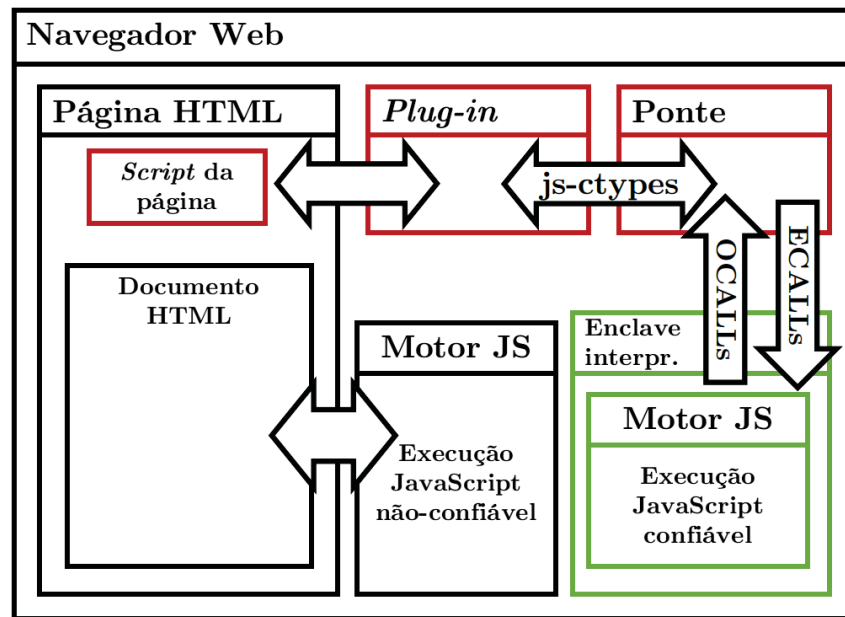 Navegador Web
Página HTML
Script da
página
Plug-in
js-ctypes
Ponte
OCALLs
ECALLs
Documento
HTML
Motor JS
Execução
JavaScript
não-confiável
Enclave
interpr.
Motor JS
Execução
JavaScript
confiável